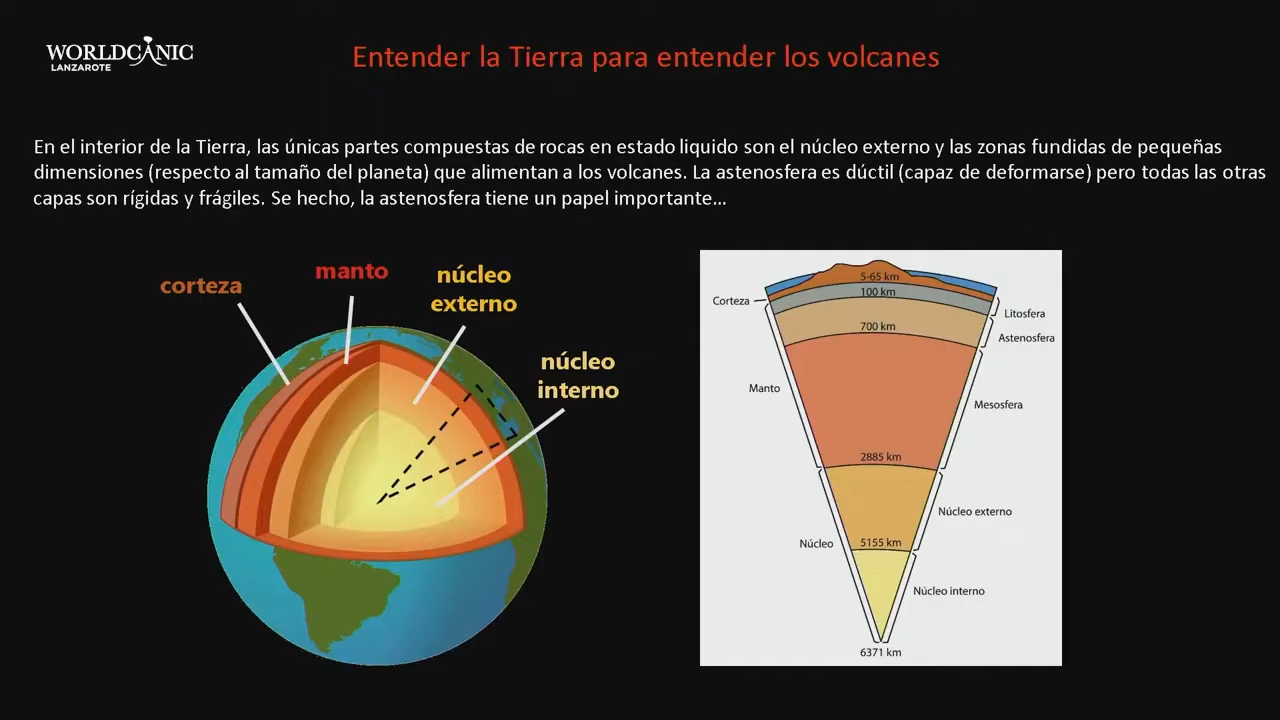 WORLDCANIC
LANZAROTE
Entender la Tierra para entender los volcanes
En el interior de la Tierra, las únicas partes compuestas de rocas en estado liquido son el núcleo externo y las zonas fundidas de pequeñas
dimensiones (respecto al tamaño del planeta) que alimentan a los volcanes. La astenosfera es dúctil (capaz de deformarse) pero todas las otras
capas son rígidas y frágiles. Se hecho, la astenosfera tiene un papel importante...
corteza
manto
núcleo
externo
núcleo
interno
5-65 km
Corteza
100 km
Litosfera
700 km
Astenosfera
Manto
Mesosfera
2885 km
Núcleo externo
5155 km
Núcleo
Núcleo interno
6371 km